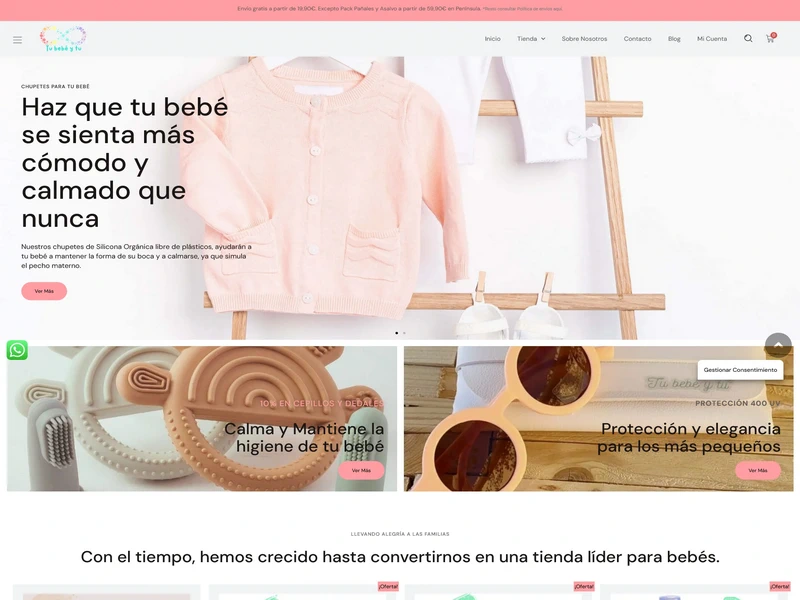 Envío gratis a partir de 19,90€, Excepto Pack Pañales y Asalvo a partir de 59,90€ en Península. *Please consultar Política de envío aquí.
Tu bebé y tú
Inicio
Tienda
Sobre Nosotros
Contacto
Blog
Mi Cuenta
0
CHUPETES PARA TU BEBÉ
Haz que tu bebé
se sienta más
cómodo y
calmado que
nunca
Nuestros chupetes de Silicona Orgánica libre de plásticos, ayudarán a
tu bebé a mantener la forma de su boca y a calmarse, ya que simula
el pecho materno.
Ver Más
Gestionar Consentimiento
10% EN CEPILLOS Y DEDALES
Calma y Mantiene la
higiene de tu bebé
Ver Más
Tu bebé y tú
PROTECCIÓN 400 UV
Protección y elegancia
para los más pequeños
Ver Más
LLEVANDO ALEGRÍA A LAS FAMILIAS
Con el tiempo, hemos crecido hasta convertirnos en una tienda líder para bebés.
¡Oferta!
¡Oferta!
¡Oferta!